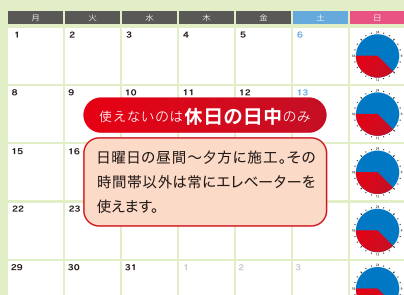 月 火 水 木 金 土 日
1 2 3 4 5 6
8 9 10 11 12 13
使えないのは休日の日中のみ
15 16
日曜日の昼間〜夕方に施工。その
時間帯以外は常にエレベーターを
使えます。
22 23
29 30 31 1 2 3